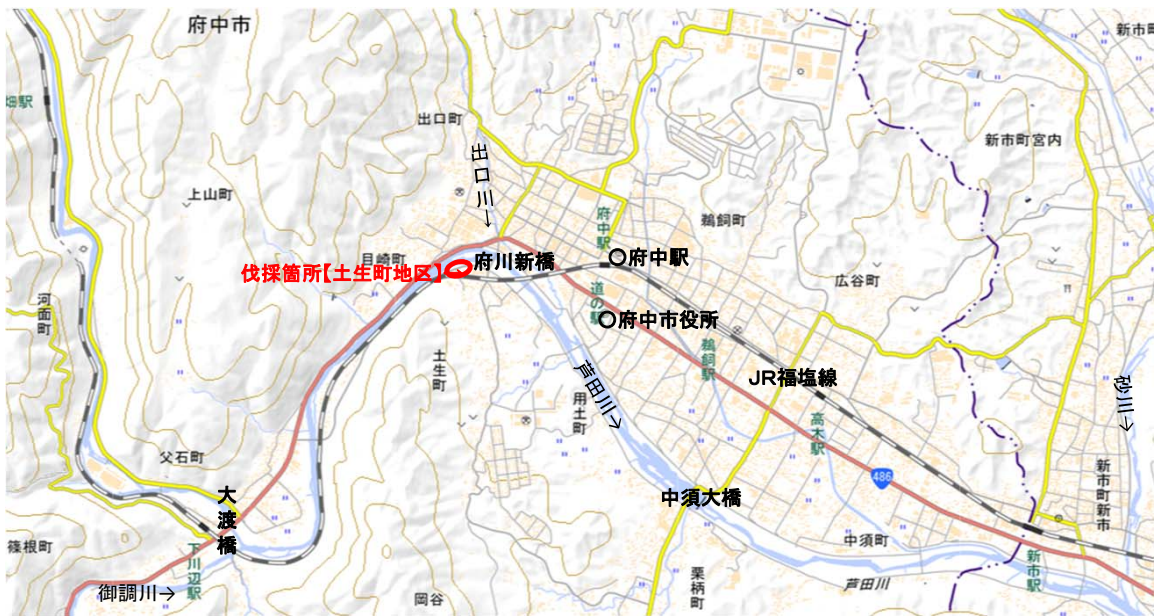 府中市
新市町
畑駅
出口町
新市町宮内
出口川→
上山町
鵜飼町
府中駅
府中駅
目崎町
府川新橋
伐採箇所【土生町地区】
広谷町
河面町
道の駅
府中市役所
鵜飼駅
土生町
芦田川→
用土町
JR福塩線
砂川→
高木駅
父石町
486
新市町新市
大渡橋
中須大橋
篠根町
下川辺駅
中須町
新市駅
御調川→
岡谷
栗柄町
芦田川